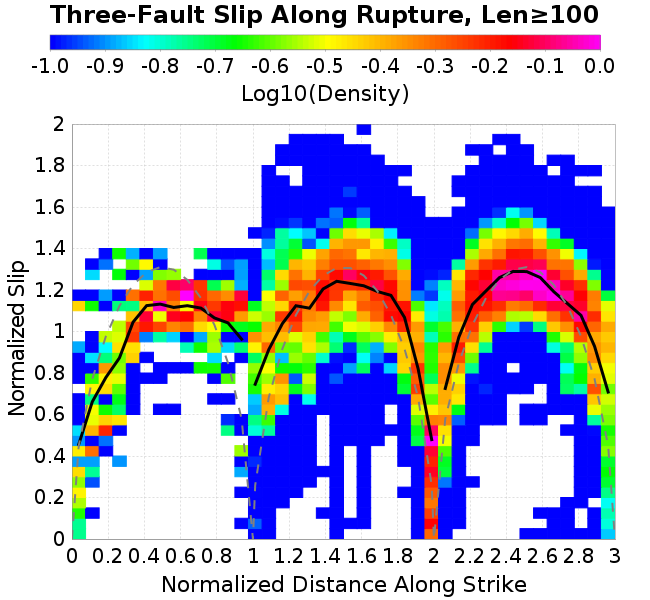 Three-Fault Slip Along Rupture, Len≥100
-1.0 -0.9 -0.8 -0.7 -0.6 -0.5 -0.4 -0.3 -0.2 -0.1 0.0
Log10(Density)
2
1.8
1.6
1.4
1.2
1
0.8
0.6
0.4
0.2
0
Normalized Slip
0 0.2 0.4 0.6 0.8 1 1.2 1.4 1.6 1.8 2 2.2 2.4 2.6 2.8 3
Normalized Distance Along Strike